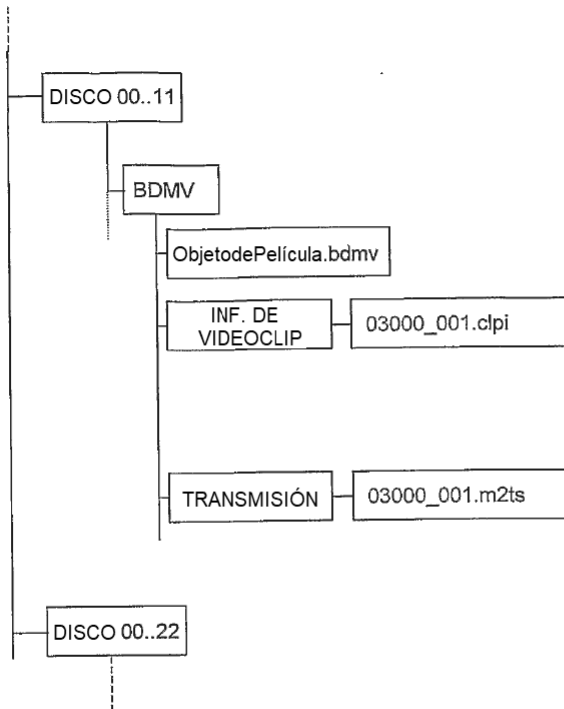 DISCO 00..11
BDMV
ObjetodePelícula.bdmv
INF. DE
VIDEOCLIP
03000_001.clpi
TRANSMISIÓN
03000_001.m2ts
DISCO 00..22